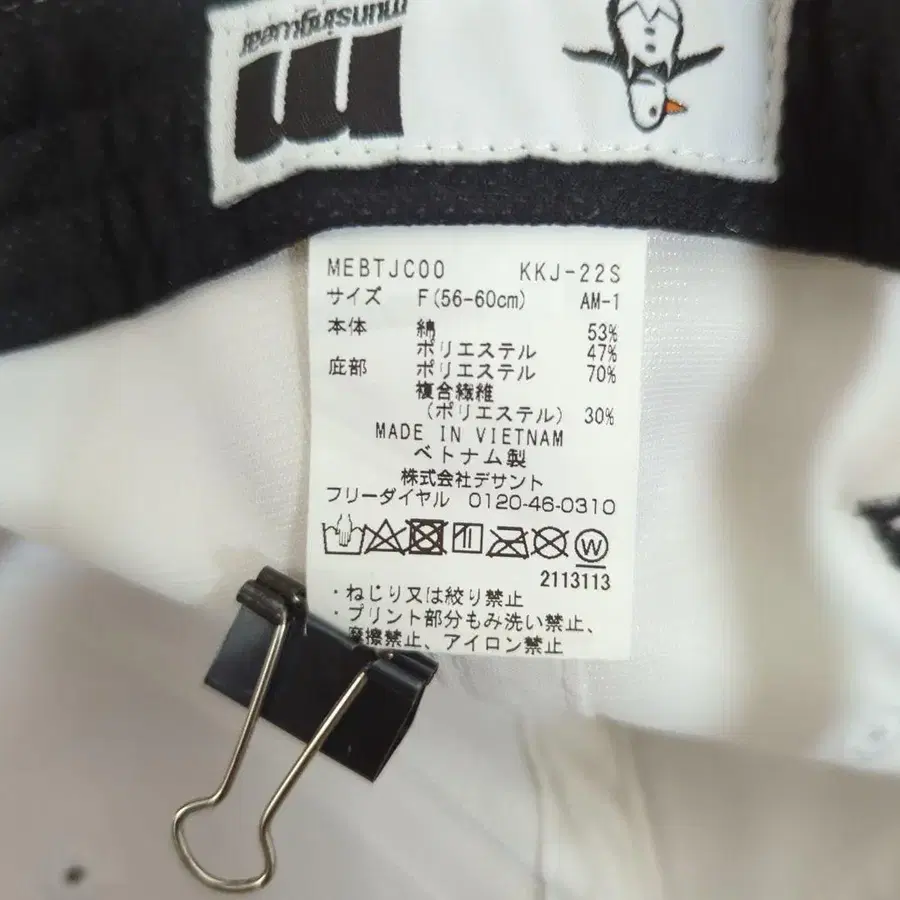 munsingwear
MEBTJC00 KKJ-22S
サイズ F(56-60cm) AM-1
本体 綿 53%
ポリエステル 47%
庇部 ポリエステル 70%
複合繊維
(ポリエステル) 30%
MADE IN VIETNAM
ベトナム製
株式会社デサント
フリーダイヤル 0120-46-0310
W
2113113
・ねじり又は絞り禁止
・プリント部分もみ洗い禁止、
摩擦禁止、アイロン禁止